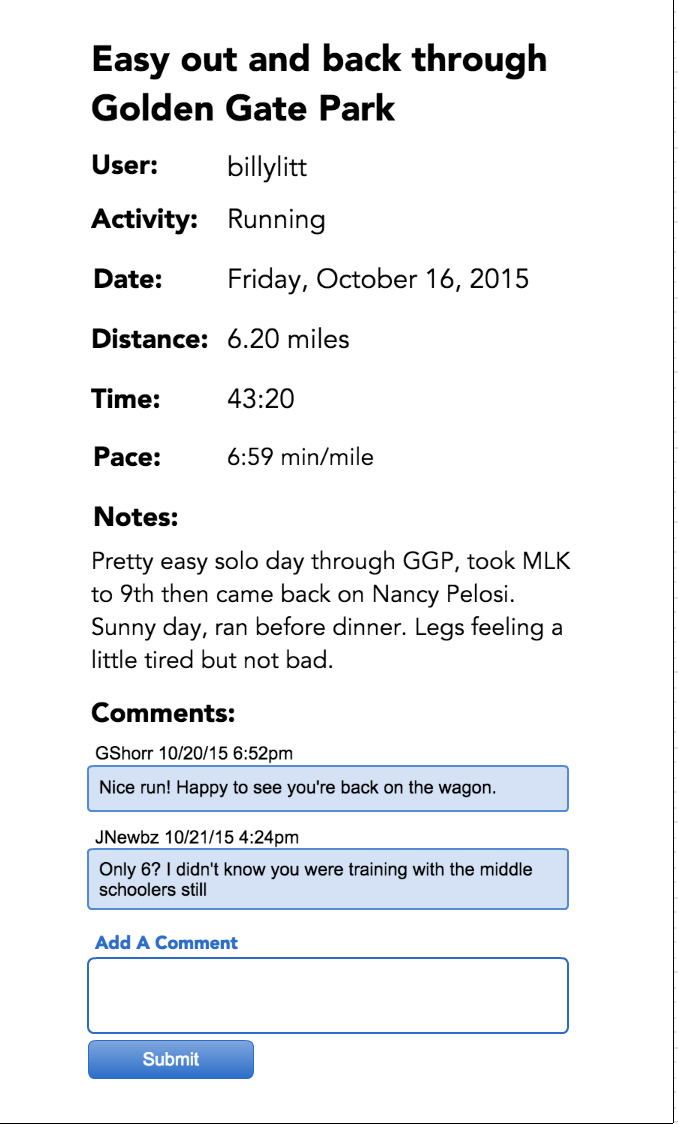 Easy out and back through
Golden Gate Park
User: billylitt
Activity: Running
Date: Friday, October 16, 2015
Distance: 6.20 miles
Time: 43:20
Pace: 6:59 min/mile
Notes:
Pretty easy solo day through GGP, took MLK
to 9th then came back on Nancy Pelosi.
Sunny day, ran before dinner. Legs feeling a
little tired but not bad.
Comments:
GShorr 10/20/15 6:52pm
Nice run! Happy to see you're back on the wagon.
JNewbz 10/21/15 4:24pm
Only 6? I didn't know you were training with the middle
schoolers still
Add A Comment
Submit